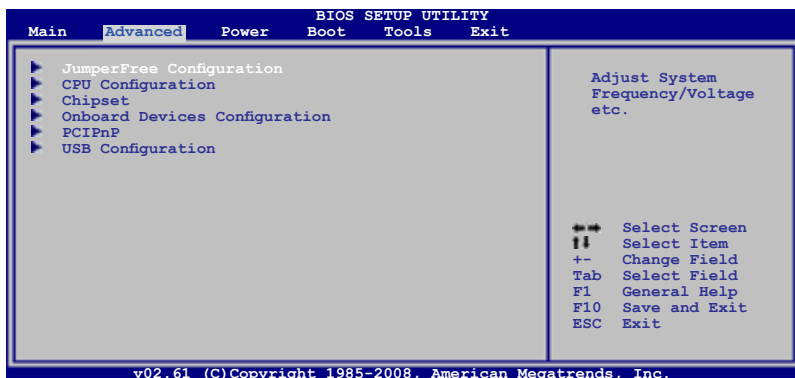 BIOS SETUP UTILITY
Main Advanced Power Boot Tools Exit
JumperFree Configuration
CPU Configuration
Chipset
Onboard Devices Configuration
PCIPnP
USB Configuration
Adjust System
Frequency/Voltage
etc.
Select Screen
Select Item
+- Change Field
Tab Select Field
F1 General Help
F10 Save and Exit
ESC Exit
v02.61 (C)Copyright 1985-2008, American Megatrends, Inc.